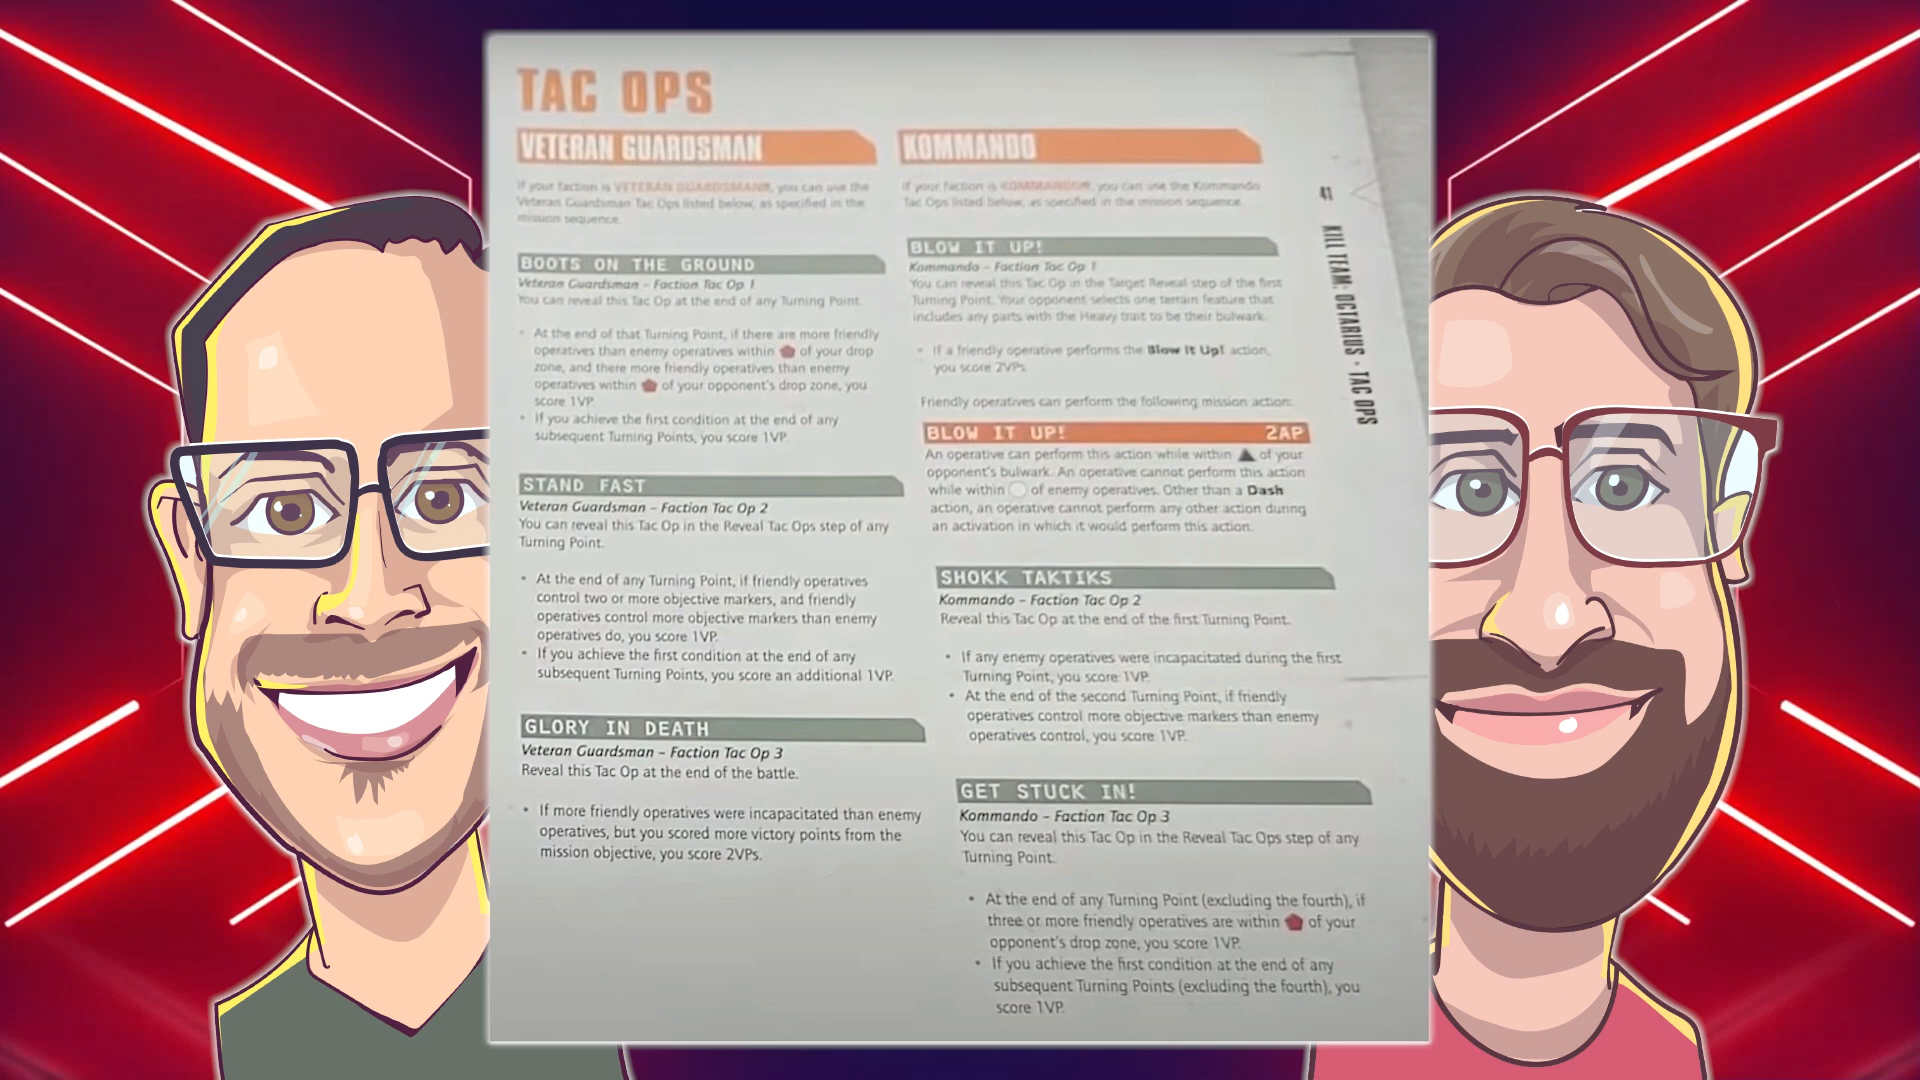 TAC OPS
VETERAN GUARDSMAN
If your faction is VETERAN GUARDSMAN, you can use the
Veteran Guardsman Tac Ops listed below, as specified in the
mission sequence.
BOOTS ON THE GROUND
Veteran Guardsman – Faction Tac Op 1
You can reveal this Tac Op at the end of any Turning Point.
• At the end of that Turning Point, if there are more friendly
operatives than enemy operatives within of your drop
zone, and there more friendly operatives than enemy
operatives within of your opponent's drop zone, you
score 1VP.
• If you achieve the first condition at the end of any
subsequent Turning Points, you score 1VP.
STAND FAST
Veteran Guardsman – Faction Tac Op 2
You can reveal this Tac Op in the Reveal Tac Ops step of any
Turning Point.
• At the end of any Turning Point, if friendly operatives
control two or more objective markers, and friendly
operatives control more objective markers than enemy
operatives do, you score 1VP.
• If you achieve the first condition at the end of any
subsequent Turning Points, you score an additional 1VP.
GLORY IN DEATH
Veteran Guardsman – Faction Tac Op 3
Reveal this Tac Op at the end of the battle.
• If more friendly operatives were incapacitated than enemy
operatives, but you scored more victory points from the
mission objective, you score 2VPs.
KOMMANDO
If your faction is KOMMANDO, you can use the Kommando
Tac Ops listed below, as specified in the mission sequence.
BLOW IT UP!
Kommando – Faction Tac Op 1
You can reveal this Tac Op in the Target Reveal step of the first
Turning Point. Your opponent selects one terrain feature that
includes any parts with the Heavy trait to be their bulwark.
• If a friendly operative performs the Blow It Up! action,
you score 2VPs.
Friendly operatives can perform the following mission action:
BLOW IT UP! 2AP
An operative can perform this action while within of your
opponent's bulwark. An operative cannot perform this action
while within of enemy operatives. Other than a Dash
action, an operative cannot perform any other action during
an activation in which it would perform this action.
SHOKK TAKTIKS
Kommando – Faction Tac Op 2
Reveal this Tac Op at the end of the first Turning Point.
• If any enemy operatives were incapacitated during the first
Turning Point, you score 1VP.
• At the end of the second Turning Point, if friendly
operatives control more objective markers than enemy
operatives control, you score 1VP.
GET STUCK IN!
Kommando – Faction Tac Op 3
You can reveal this Tac Op in the Reveal Tac Ops step of any
Turning Point.
• At the end of any Turning Point (excluding the fourth), if
three or more friendly operatives are within of your
opponent's drop zone, you score 1VP.
• If you achieve the first condition at the end of any
subsequent Turning Points (excluding the fourth), you
score 1VP.
41
KILL TEAM: OCTARIUS · TAC OPS